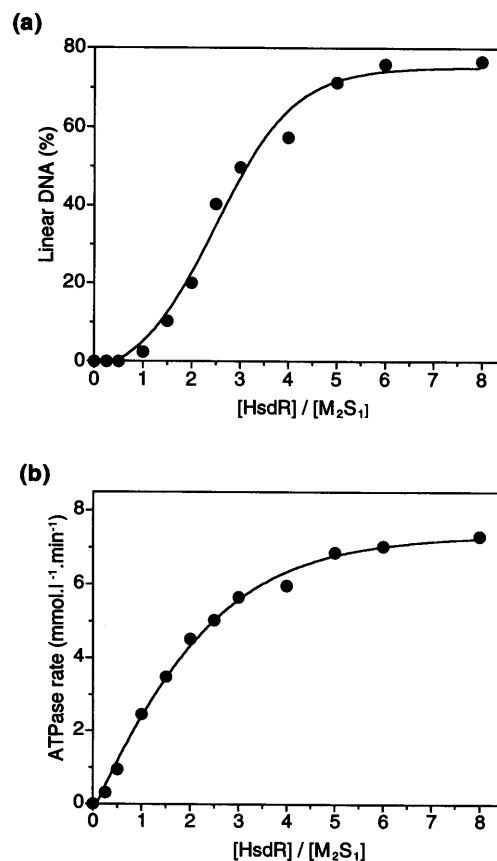 (a)
80
60
40
20
0
Linear DNA (%)
0 1 2 3 4 5 6 7 8
[HsdR] / [M₂S₁]
(b)
8
6
4
2
0
ATPase rate (mmol.l⁻¹.min⁻¹)
0 1 2 3 4 5 6 7 8
[HsdR] / [M₂S₁]